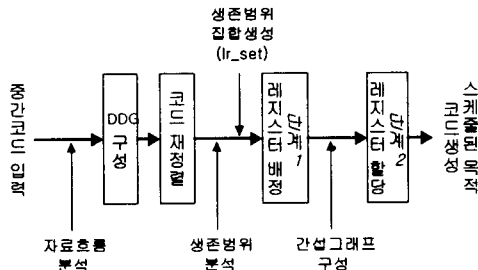 생존범위
집합생성
(lr_set)
중간코드 입력
DDG
구성
코드 재정렬
레지스터 배정
단계1
레지스터 할당
단계2
스케줄된 목적
코드생성
자료흐름
분석
생존범위
분석
간섭그래프
구성